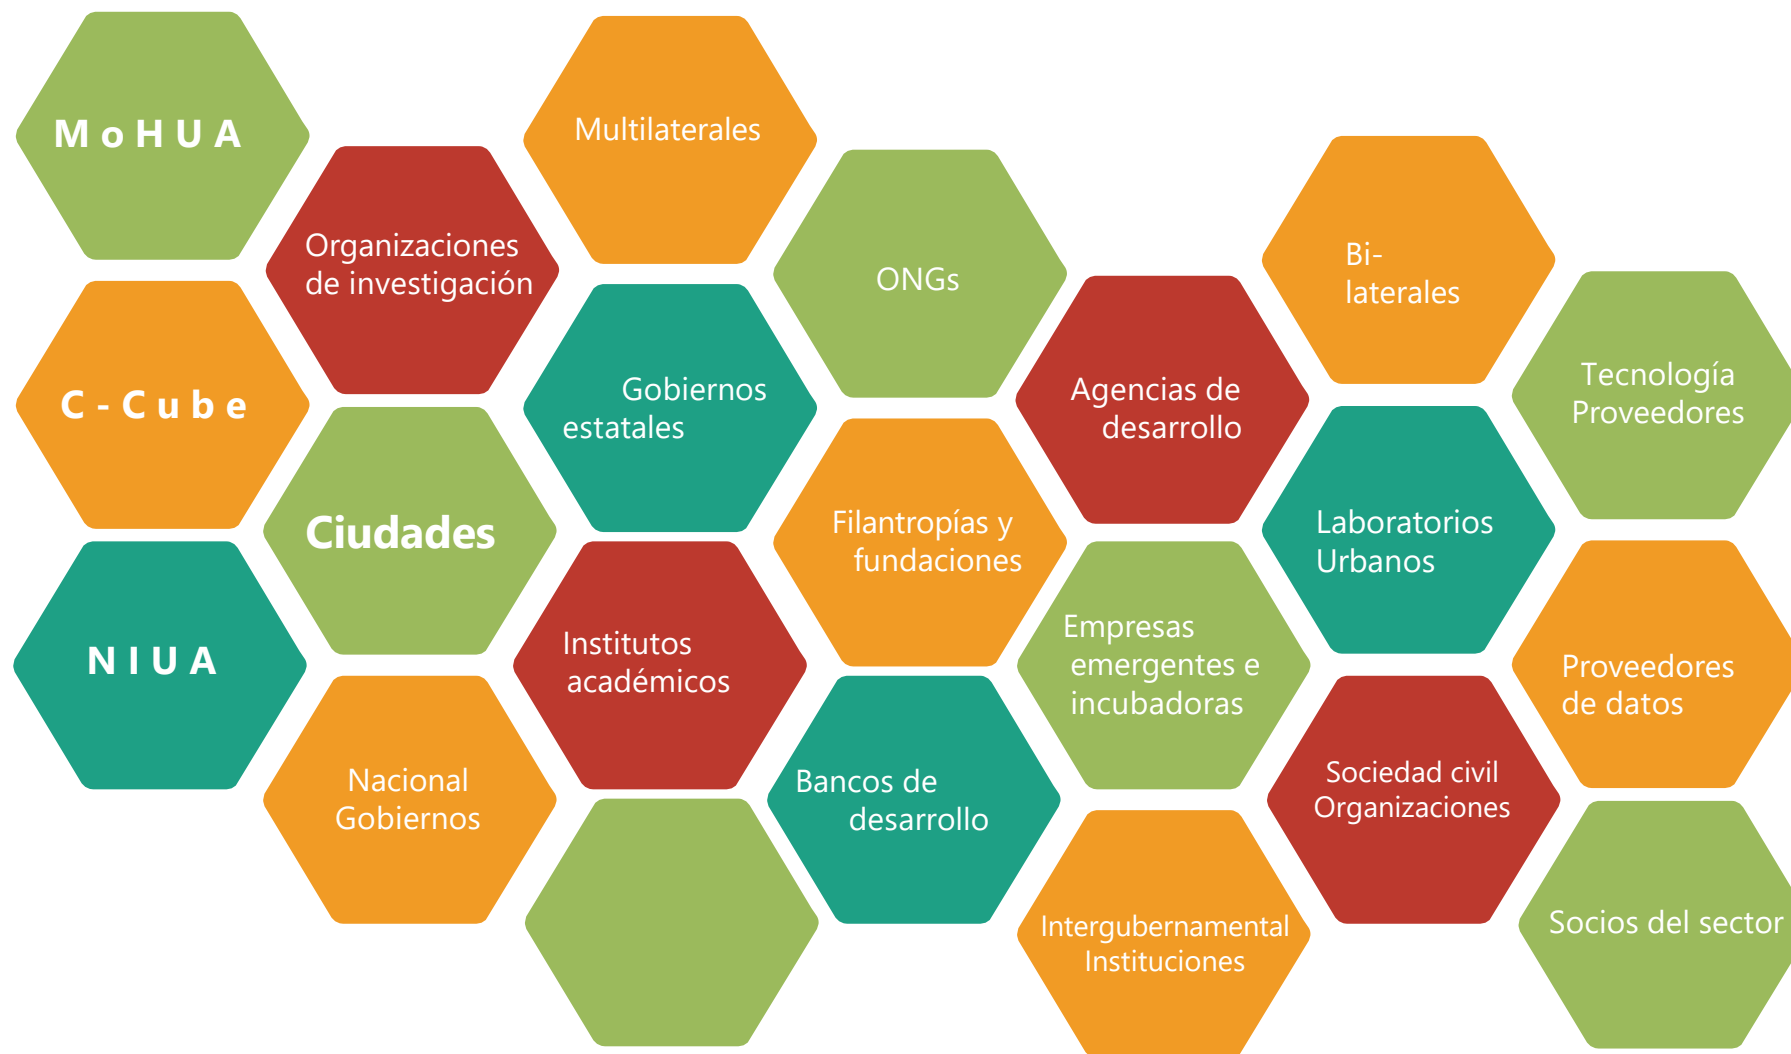 MoHUA
Multilaterales
Organizaciones
de investigación
ONGs
Bi-
laterales
C-Cube
Gobiernos
estatales
Agencias de
desarrollo
Tecnología
Proveedores
Ciudades
Filantropías y
fundaciones
Laboratorios
Urbanos
NIUA
Institutos
académicos
Empresas
emergentes e
incubadoras
Proveedores
de datos
Nacional
Gobiernos
Bancos de
desarrollo
Sociedad civil
Organizaciones
Intergubernamental
Instituciones
Socios del sector